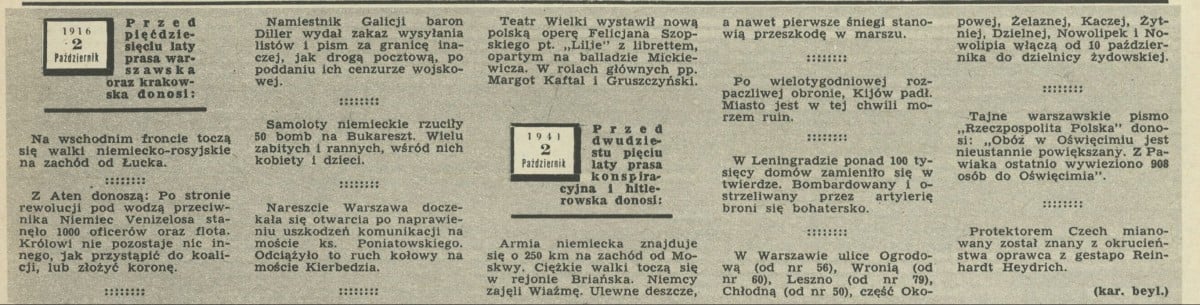 1916
2
Październik
Przed
pięćdzie-
sięciu laty
prasa war-
szawska
oraz krakow-
ska donosi:
Na wschodnim froncie toczą
się walki niemiecko-rosyjskie
na zachód od Łucka.
Z Aten donoszą: Po stronie
rewolucji pod wodzą przeciw-
nika Niemiec Venizelosa sta-
nęło 1000 oficerów oraz flota.
Królowi nie pozostaje nic in-
nego, jak przystąpić do koali-
cji, lub złożyć koronę.
Namiestnik Galicji baron
Diller wydał zakaz wysyłania
listów i pism za granicę ina-
czej, jak drogą pocztową, po
poddaniu ich cenzurze wojsko-
wej.
Samoloty niemieckie rzuciły
50 bomb na Bukareszt. Wielu
zabitych i rannych, wśród nich
kobiety i dzieci.
Nareszcie Warszawa docze-
kała się otwarcia po naprawie-
niu uszkodzeń komunikacji na
moście ks. Poniatowskiego.
Odciążyło to ruch kołowy na
moście Kierbedzia.
Teatr Wielki wystawił nową
polską operę Felicjana Szop-
skiego pt. „Lilje" z librettem,
opartym na balladzie Mickie-
wicza. W rolach głównych pp.
Margot Kaftal i Gruszczyński.
1941
2
Październik
Przed
dwudzie-
stu pięciu
laty prasa
konspira-
cyjna i hitle-
rowska donosi:
Armia niemiecka znajduje
się o 250 km na zachód od Mo-
skwy. Ciężkie walki toczą się
w rejonie Briańska. Niemcy
zajęli Wiaźmę. Ulewne deszcze,
a nawet pierwsze śniegi stano-
wią przeszkodę w marszu.
Po wielotygodniowej roz-
paczliwej obronie, Kijów padł.
Miasto jest w tej chwili mo-
rzem ruin.
W Leningradzie ponad 100 ty-
sięcy domów zamieniło się w
twierdze. Bombardowany i o-
strzeliwany przez artylerię
broni się bohatersko.
W Warszawie ulice Ogrodo-
wą (od nr 56), Wronią (od
nr 60), Leszno (od nr 79),
Chłodną (od nr 50), część Oko-
powej, Żelaznej, Kaczej, Żyt-
niej, Dzielnej, Nowolipek i No-
wolipia włączą od 10 paździer-
nika do dzielnicy żydowskiej.
Tajne warszawskie pismo
„Rzeczpospolita Polska" dono-
si: „Obóz w Oświęcimiu jest
nieustannie powiększany. Z Pa-
wiaka ostatnio wywieziono 908
osób do Oświęcimia".
Protektorem Czech miano-
wany został znany z okrucień-
stwa oprawca z gestapo Rein-
hardt Heydrich.
(kar. beyl.)